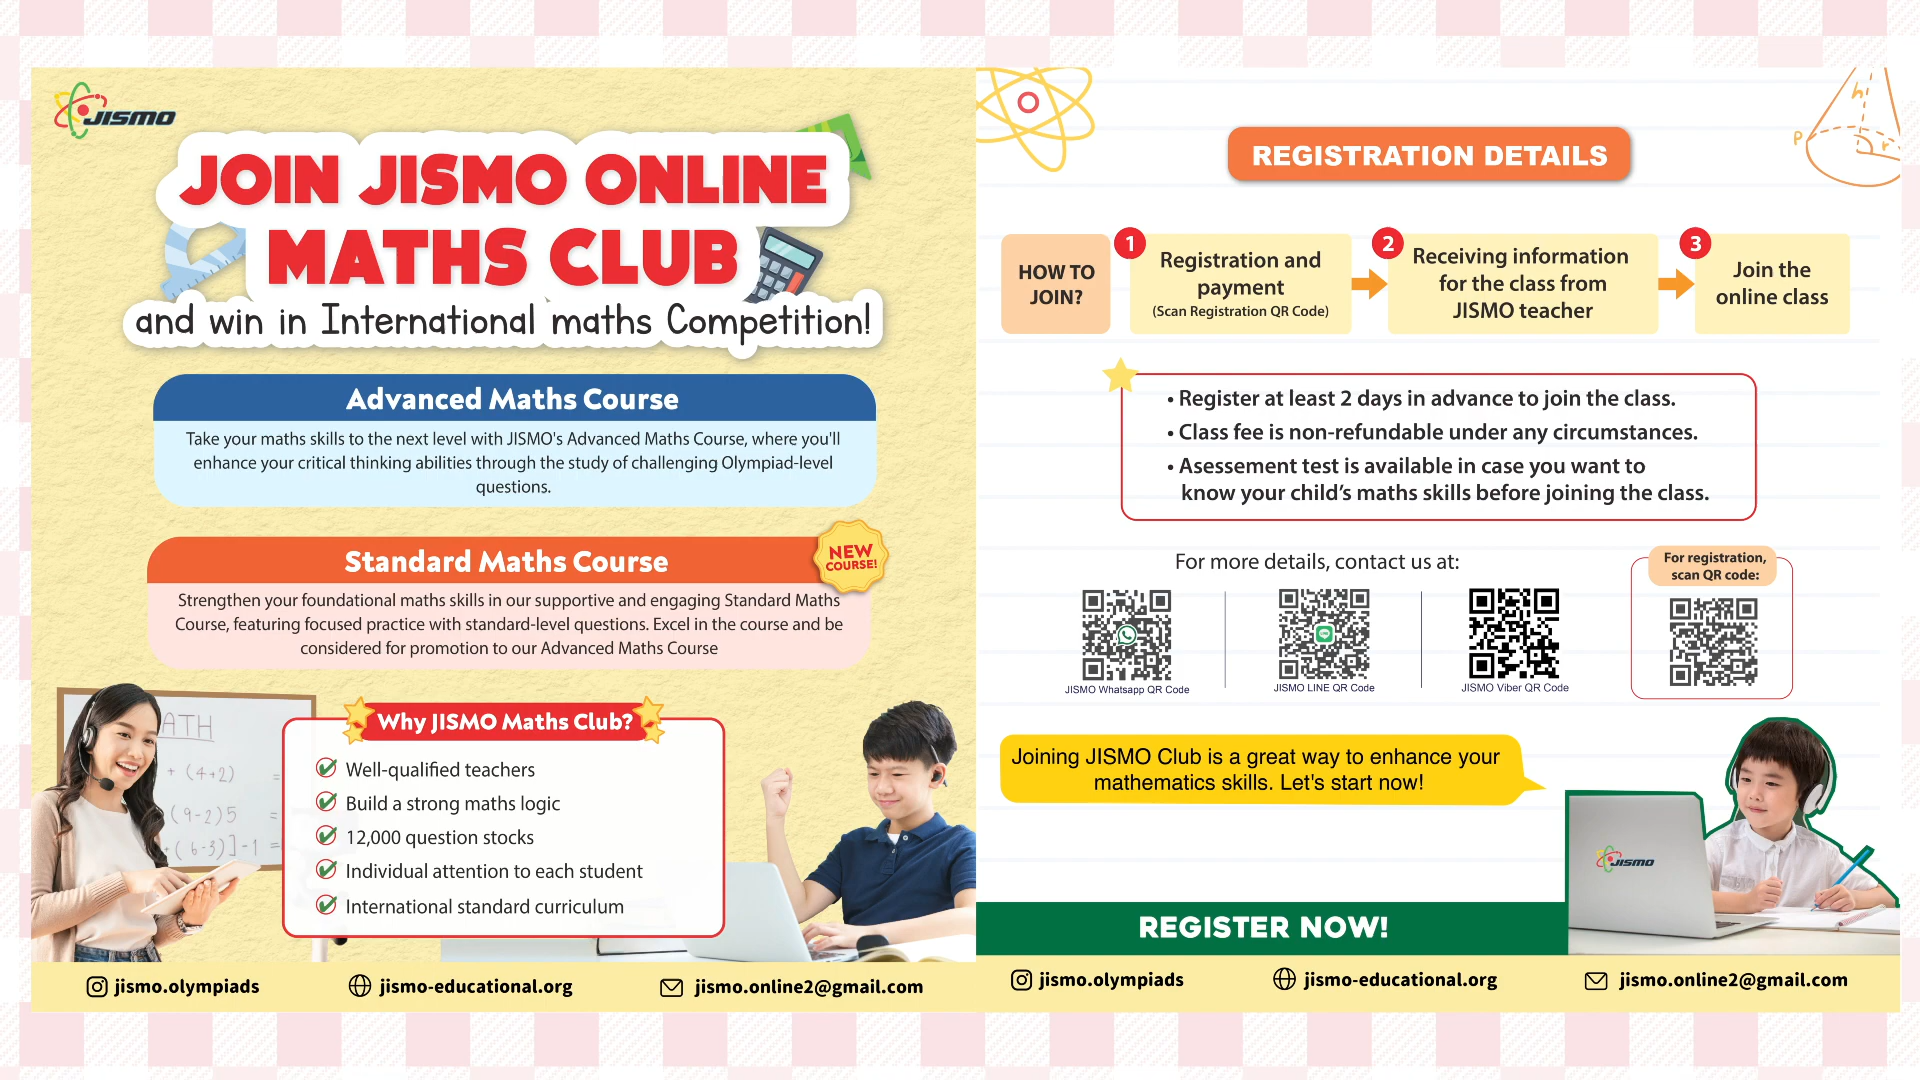 JISMO
JOIN JISMO ONLINE
MATHS CLUB
and win in International maths Competition!
Advanced Maths Course
Take your maths skills to the next level with JISMO's Advanced Maths Course, where you'll
enhance your critical thinking abilities through the study of challenging Olympiad-level
questions.
Standard Maths Course
NEW
COURSE!
Strengthen your foundational maths skills in our supportive and engaging Standard Maths
Course, featuring focused practice with standard-level questions. Excel in the course and be
considered for promotion to our Advanced Maths Course
ATH
+ (4+2) =
(9-2)5 =
(6-3)]-1 =
Why JISMO Maths Club?
Well-qualified teachers
Build a strong maths logic
12,000 question stocks
Individual attention to each student
International standard curriculum
jismo.olympiads
jismo-educational.org
jismo.online2@gmail.com
h
P
r
REGISTRATION DETAILS
HOW TO
JOIN?
1
Registration and
payment
(Scan Registration QR Code)
2
Receiving information
for the class from
JISMO teacher
3
Join the
online class
• Register at least 2 days in advance to join the class.
• Class fee is non-refundable under any circumstances.
• Asessement test is available in case you want to
know your child's maths skills before joining the class.
For more details, contact us at:
JISMO Whatsapp QR Code
JISMO LINE QR Code
JISMO Viber QR Code
For registration,
scan QR code:
Joining JISMO Club is a great way to enhance your
mathematics skills. Let's start now!
JISMO
REGISTER NOW!
jismo.olympiads
jismo-educational.org
jismo.online2@gmail.com